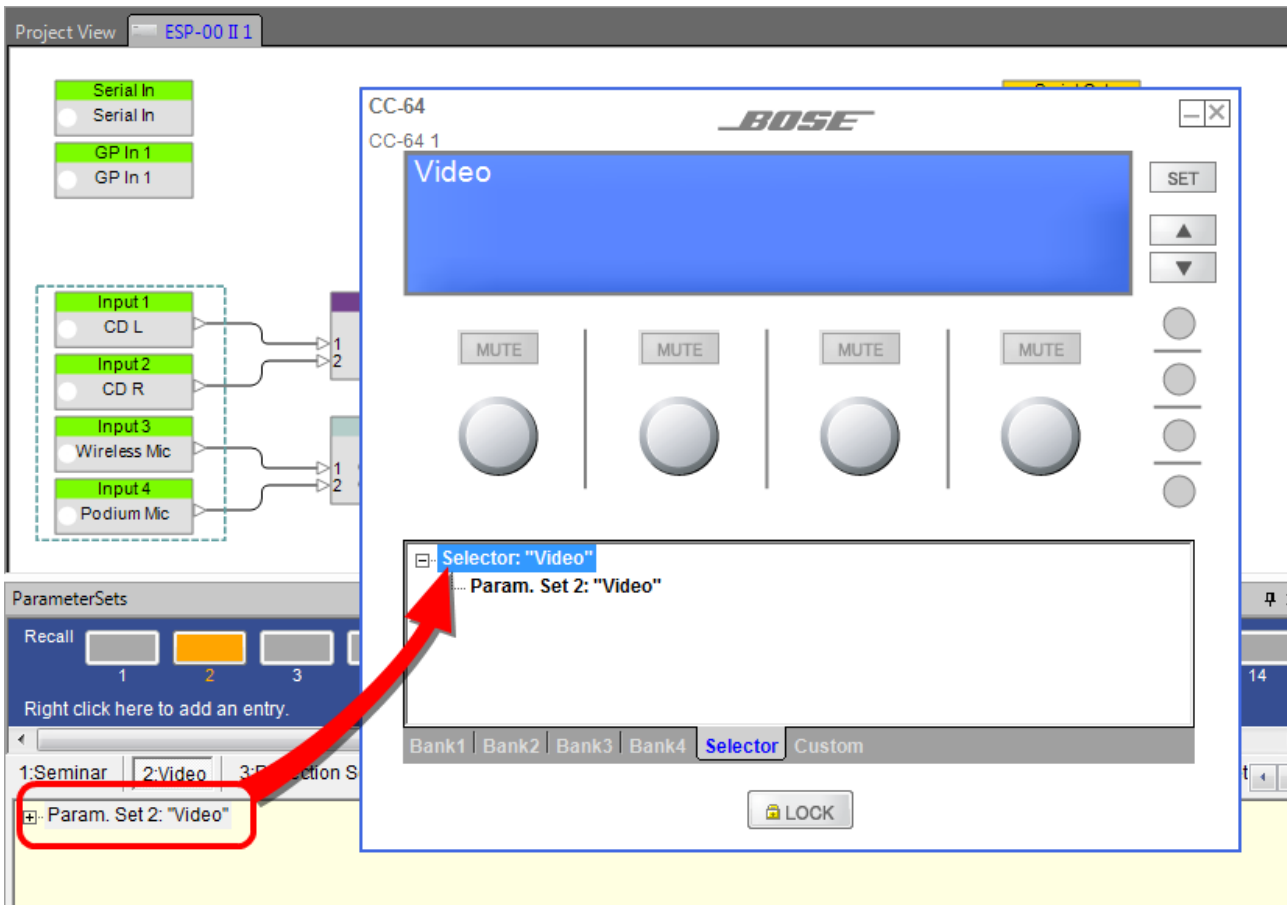 Project View
ESP-00 II 1
Serial In
Serial In
GP In 1
GP In 1
Input 1
CD L
Input 2
CD R
Input 3
Wireless Mic
Input 4
Podium Mic
1
2
1
2
CC-64
BOSE
CC-64 1
Video
SET
MUTE MUTE MUTE MUTE
Selector: "Video"
Param. Set 2: "Video"
Bank1 Bank2 Bank3 Bank4 Selector Custom
LOCK
ParameterSets
Recall
1 2 3 14
Right click here to add an entry.
1:Seminar 2:Video
Param. Set 2: "Video"